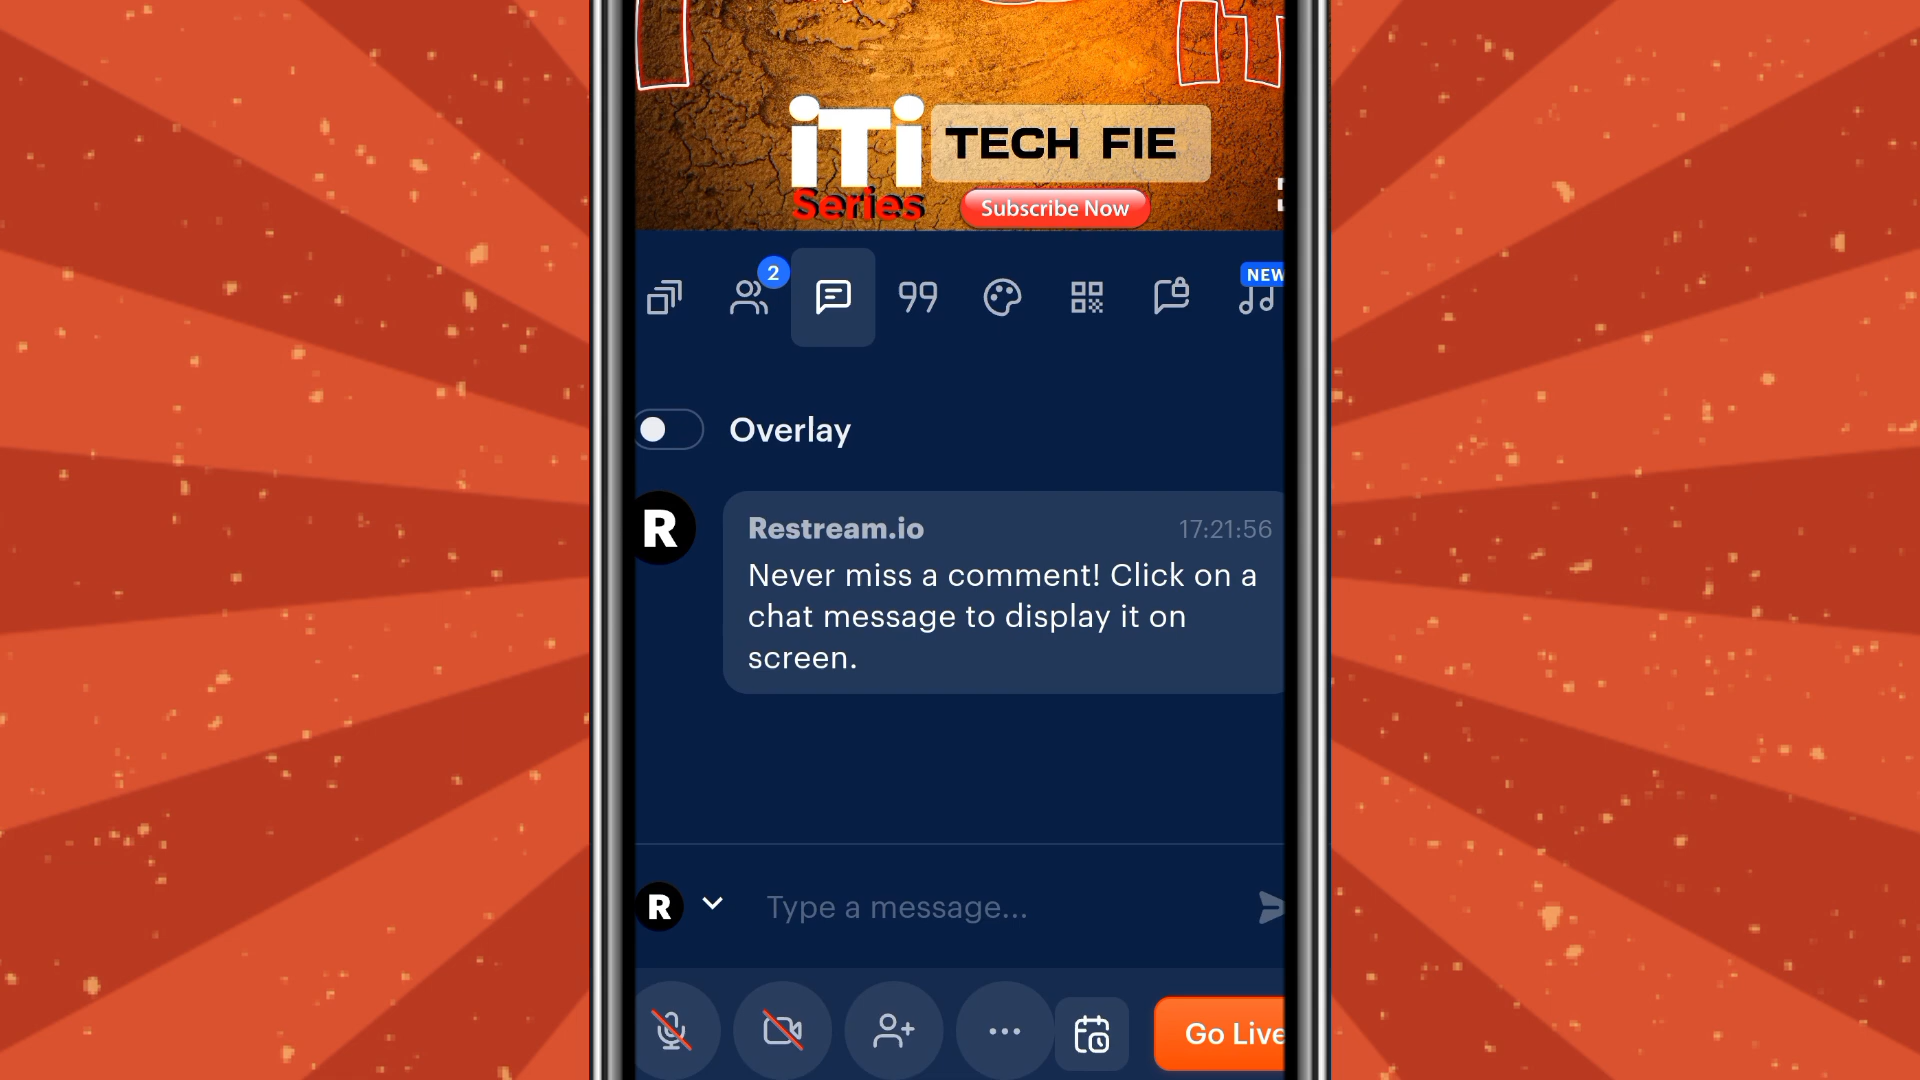 iTi
TECH FIE
Series
Subscribe Now
2
99
NEW
Overlay
R
Restream.io
17:21:56
Never miss a comment! Click on a
chat message to display it on
screen.
R
Type a message...
Go Live